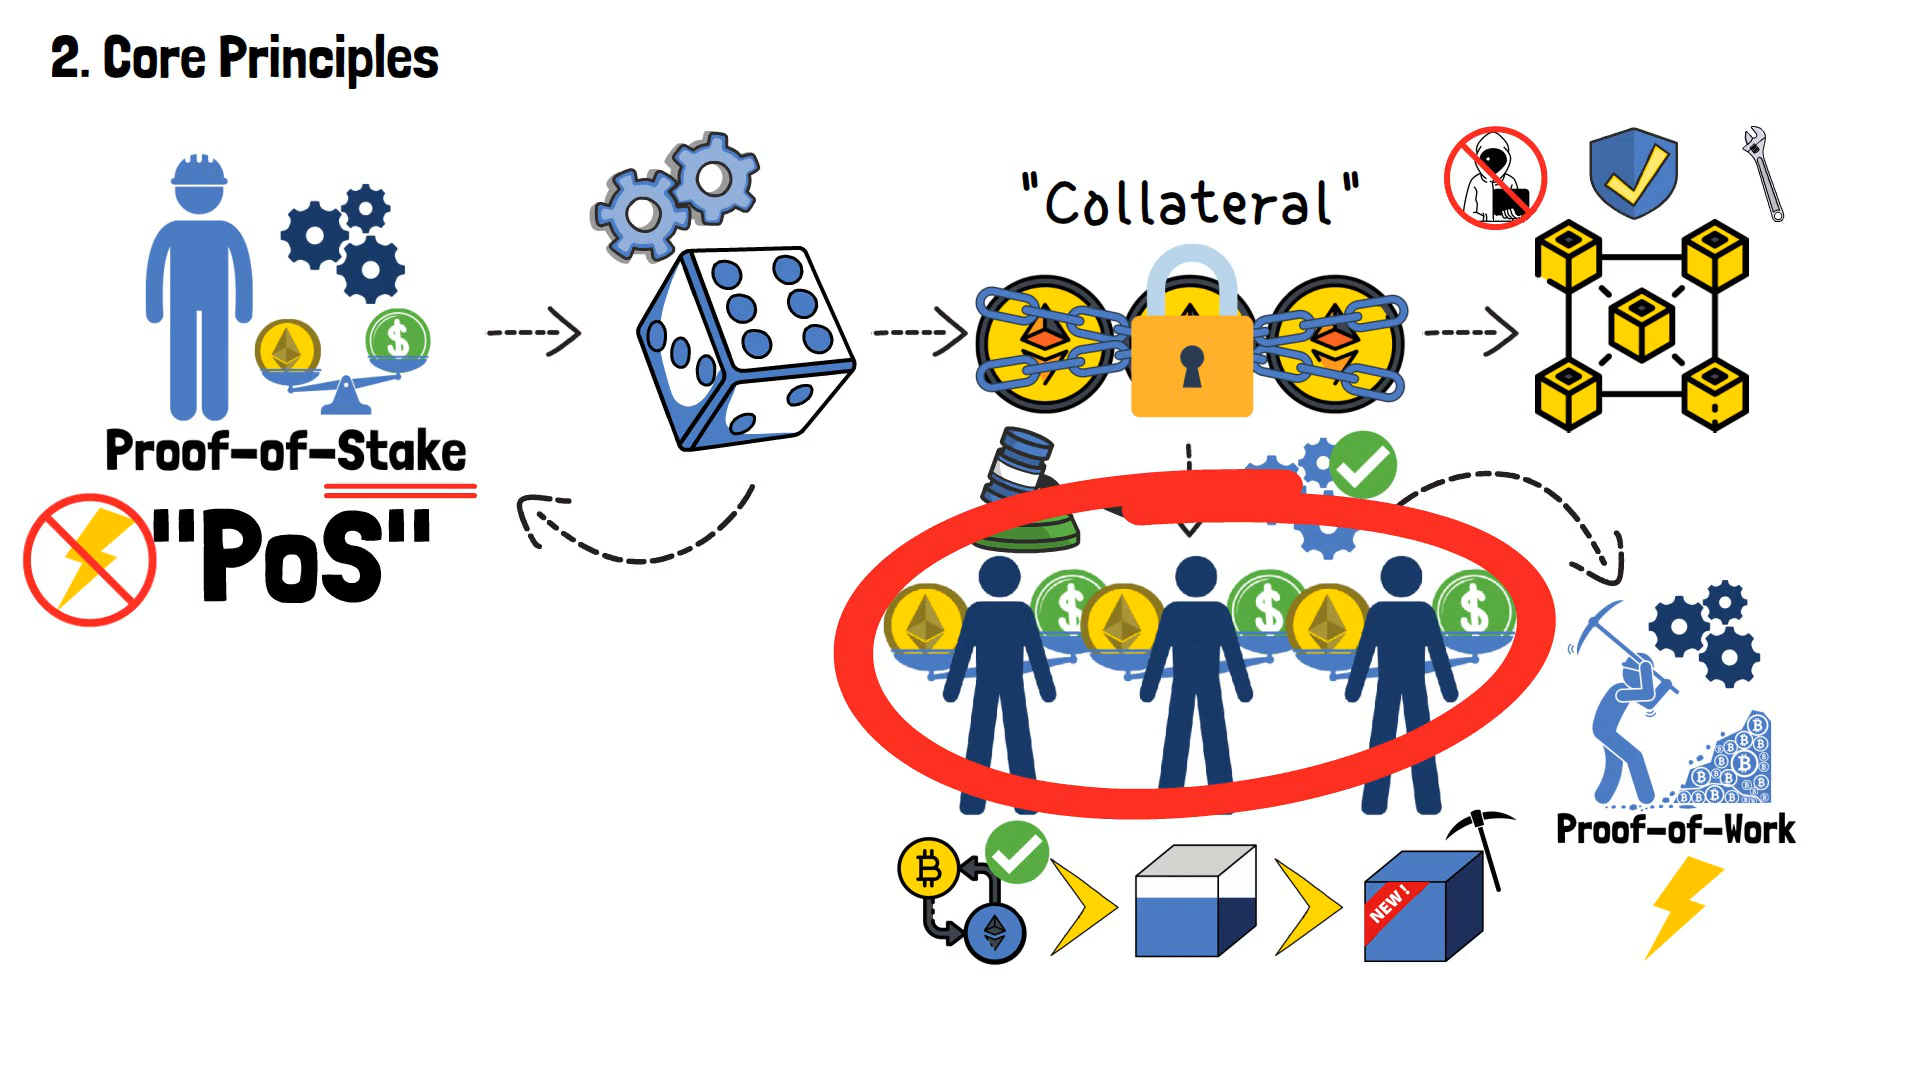 2. Core Principles
"Collateral"
Proof-of-Stake
"PoS"
Proof-of-Work
NEW!